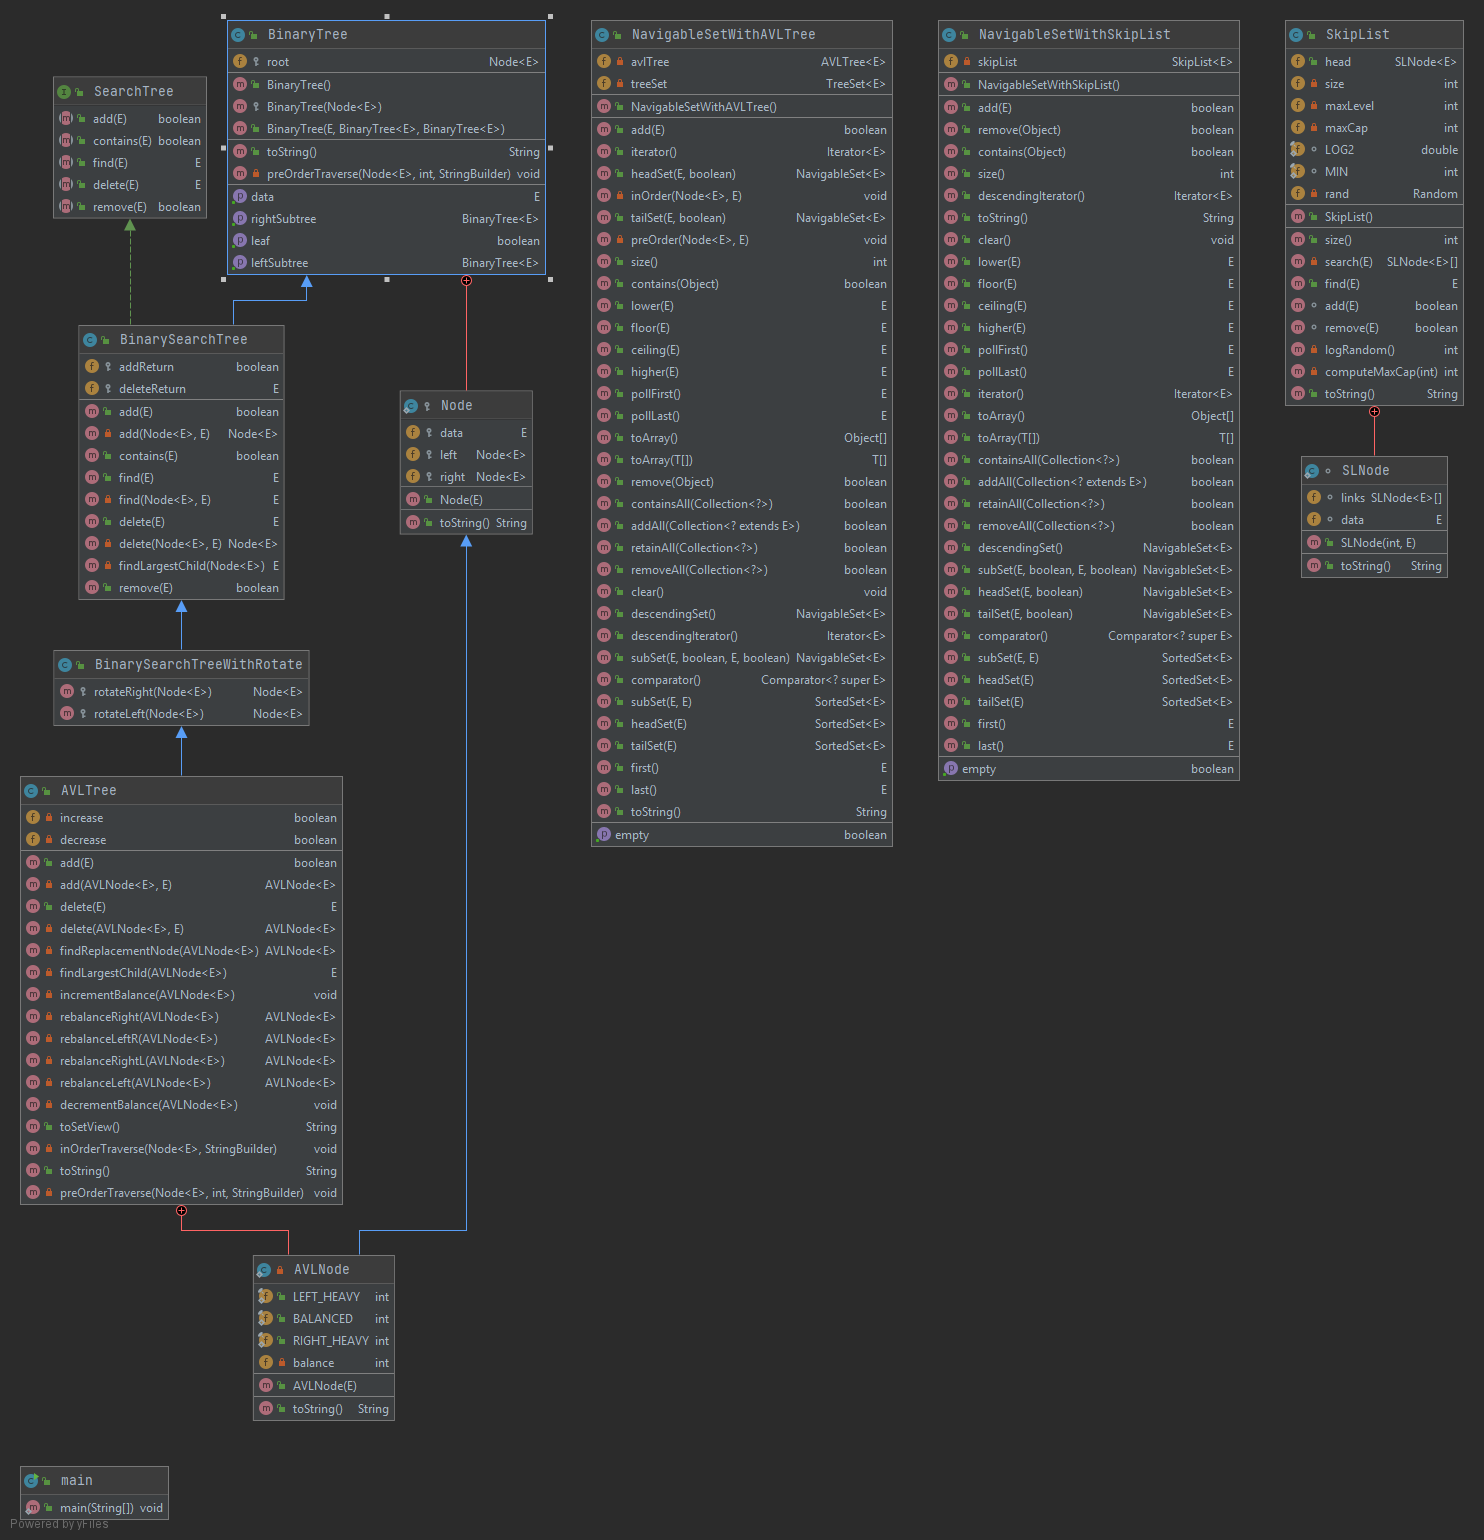 BinaryTree
root Node<E>
BinaryTree()
BinaryTree(Node<E>)
BinaryTree(E, BinaryTree<E>, BinaryTree<E>)
toString() String
preOrderTraverse(Node<E>, int, StringBuilder) void
data E
rightSubtree BinaryTree<E>
leaf boolean
leftSubtree BinaryTree<E>
SearchTree
add(E) boolean
contains(E) boolean
find(E) E
delete(E) E
remove(E) boolean
BinarySearchTree
addReturn boolean
deleteReturn E
add(E) boolean
add(Node<E>, E) Node<E>
contains(E) boolean
find(E) E
find(Node<E>, E) E
delete(E) E
delete(Node<E>, E) Node<E>
findLargestChild(Node<E>) E
remove(E) boolean
Node
data E
left Node<E>
right Node<E>
Node(E)
toString() String
BinarySearchTreeWithRotate
rotateRight(Node<E>) Node<E>
rotateLeft(Node<E>) Node<E>
AVLTree
increase boolean
decrease boolean
add(E) boolean
add(AVLNode<E>, E) AVLNode<E>
delete(E) E
delete(AVLNode<E>, E) AVLNode<E>
findReplacementNode(AVLNode<E>) AVLNode<E>
findLargestChild(AVLNode<E>) E
incrementBalance(AVLNode<E>) void
rebalanceRight(AVLNode<E>) AVLNode<E>
rebalanceLeftR(AVLNode<E>) AVLNode<E>
rebalanceRightL(AVLNode<E>) AVLNode<E>
rebalanceLeft(AVLNode<E>) AVLNode<E>
decrementBalance(AVLNode<E>) void
toSetView() String
inOrderTraverse(Node<E>, StringBuilder) void
toString() String
preOrderTraverse(Node<E>, int, StringBuilder) void
AVLNode
LEFT_HEAVY int
BALANCED int
RIGHT_HEAVY int
balance int
AVLNode(E)
toString() String
main
main(String[]) void
Powered by yFiles
NavigableSetWithAVLTree
avlTree AVLTree<E>
treeSet TreeSet<E>
NavigableSetWithAVLTree()
add(E) boolean
iterator() Iterator<E>
headSet(E, boolean) NavigableSet<E>
inOrder(Node<E>, E) void
tailSet(E, boolean) NavigableSet<E>
preOrder(Node<E>, E) void
size() int
contains(Object) boolean
lower(E) E
floor(E) E
ceiling(E) E
higher(E) E
pollFirst() E
pollLast() E
toArray() Object[]
toArray(T[]) T[]
remove(Object) boolean
containsAll(Collection<?>) boolean
addAll(Collection<? extends E>) boolean
retainAll(Collection<?>) boolean
removeAll(Collection<?>) boolean
clear() void
descendingSet() NavigableSet<E>
descendingIterator() Iterator<E>
subSet(E, boolean, E, boolean) NavigableSet<E>
comparator() Comparator<? super E>
subSet(E, E) SortedSet<E>
headSet(E) SortedSet<E>
tailSet(E) SortedSet<E>
first() E
last() E
toString() String
empty boolean
NavigableSetWithSkipList
skipList SkipList<E>
NavigableSetWithSkipList()
add(E) boolean
remove(Object) boolean
contains(Object) boolean
size() int
descendingIterator() Iterator<E>
toString() String
clear() void
lower(E) E
floor(E) E
ceiling(E) E
higher(E) E
pollFirst() E
pollLast() E
iterator() Iterator<E>
toArray() Object[]
toArray(T[]) T[]
containsAll(Collection<?>) boolean
addAll(Collection<? extends E>) boolean
retainAll(Collection<?>) boolean
removeAll(Collection<?>) boolean
descendingSet() NavigableSet<E>
subSet(E, boolean, E, boolean) NavigableSet<E>
headSet(E, boolean) NavigableSet<E>
tailSet(E, boolean) NavigableSet<E>
comparator() Comparator<? super E>
subSet(E, E) SortedSet<E>
headSet(E) SortedSet<E>
tailSet(E) SortedSet<E>
first() E
last() E
empty boolean
SkipList
head SLNode<E>
size int
maxLevel int
maxCap int
LOG2 double
MIN int
rand Random
SkipList()
size() int
search(E) SLNode<E>[]
find(E) E
add(E) boolean
remove(E) boolean
logRandom() int
computeMaxCap(int) int
toString() String
SLNode
links SLNode<E>[]
data E
SLNode(int, E)
toString() String